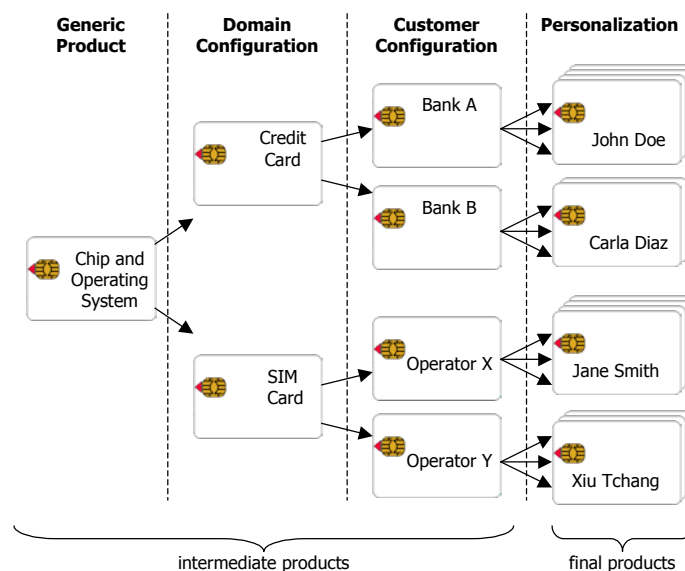 Generic
Product
Domain
Configuration
Customer
Configuration
Personalization
Chip and
Operating
System
Credit
Card
SIM
Card
Bank A
Bank B
Operator X
Operator Y
John Doe
Carla Diaz
Jane Smith
Xiu Tchang
intermediate products
final products